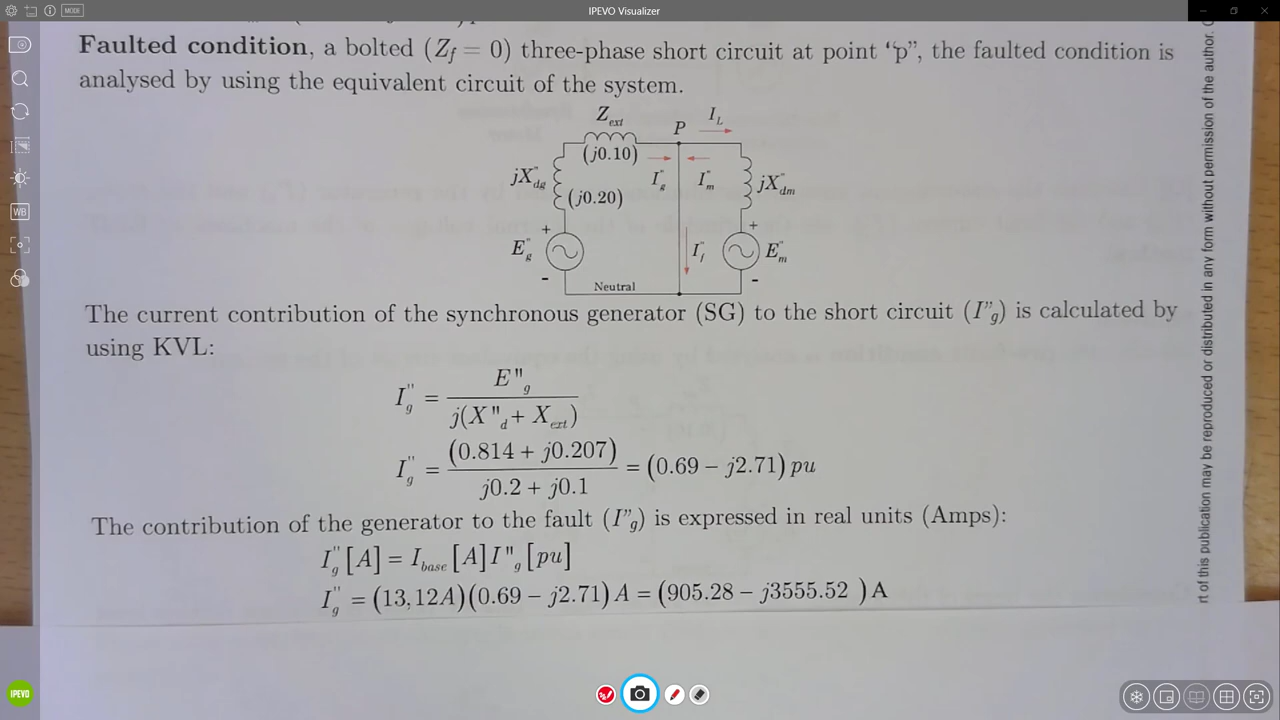 IPEVO Visualizer
MODE
Faulted condition, a bolted (Z_f = 0) three-phase short circuit at point "p", the faulted condition is
analysed by using the equivalent circuit of the system.
Z_ext
P
I_L
(j0.10)
jX"_dg
I"_g
I"_m
jX"_dm
(j0.20)
+
+
E"_g
I"_f
E"_m
-
-
Neutral
The current contribution of the synchronous generator (SG) to the short circuit (I"_g) is calculated by
using KVL:
I"_g = E"_g / j(X"_d + X_ext)
I"_g = (0.814 + j0.207) / j0.2 + j0.1 = (0.69 − j2.71) pu
The contribution of the generator to the fault (I"_g) is expressed in real units (Amps):
I"_g [A] = I_base [A] I"_g [pu]
I"_g = (13,12A)(0.69 − j2.71) A = (905.28 − j3555.52 ) A
rt of this publication may be reproduced or distributed in any form without permission of the author.
WB
IPEVO